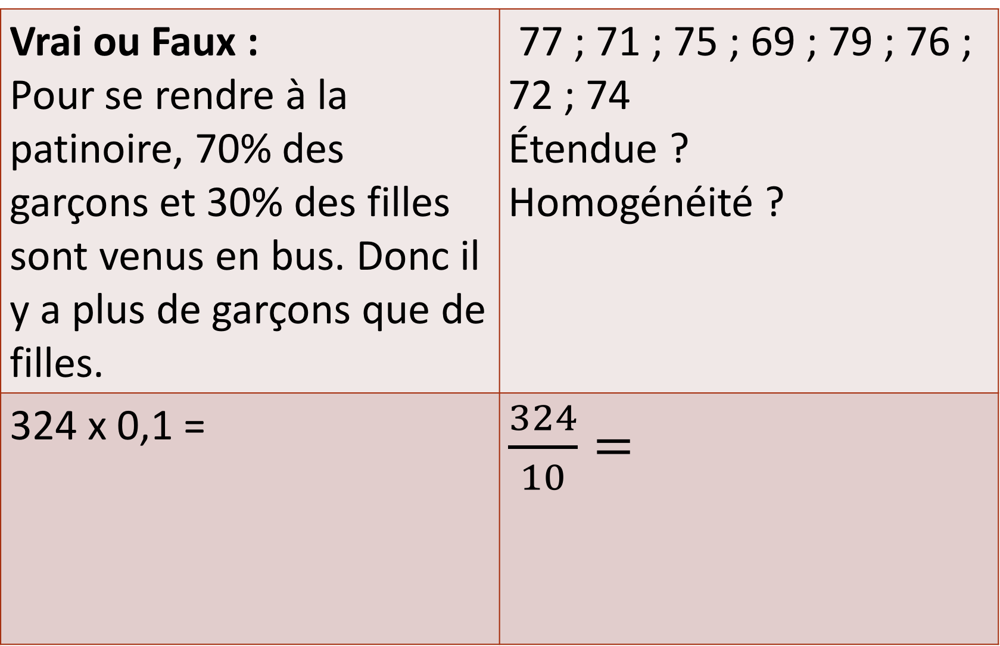 Vrai ou Faux :
Pour se rendre à la
patinoire, 70% des
garçons et 30% des filles
sont venus en bus. Donc il
y a plus de garçons que de
filles.
77 ; 71 ; 75 ; 69 ; 79 ; 76 ;
72 ; 74
Étendue ?
Homogénéité ?
324 x 0,1 =
324
10
=